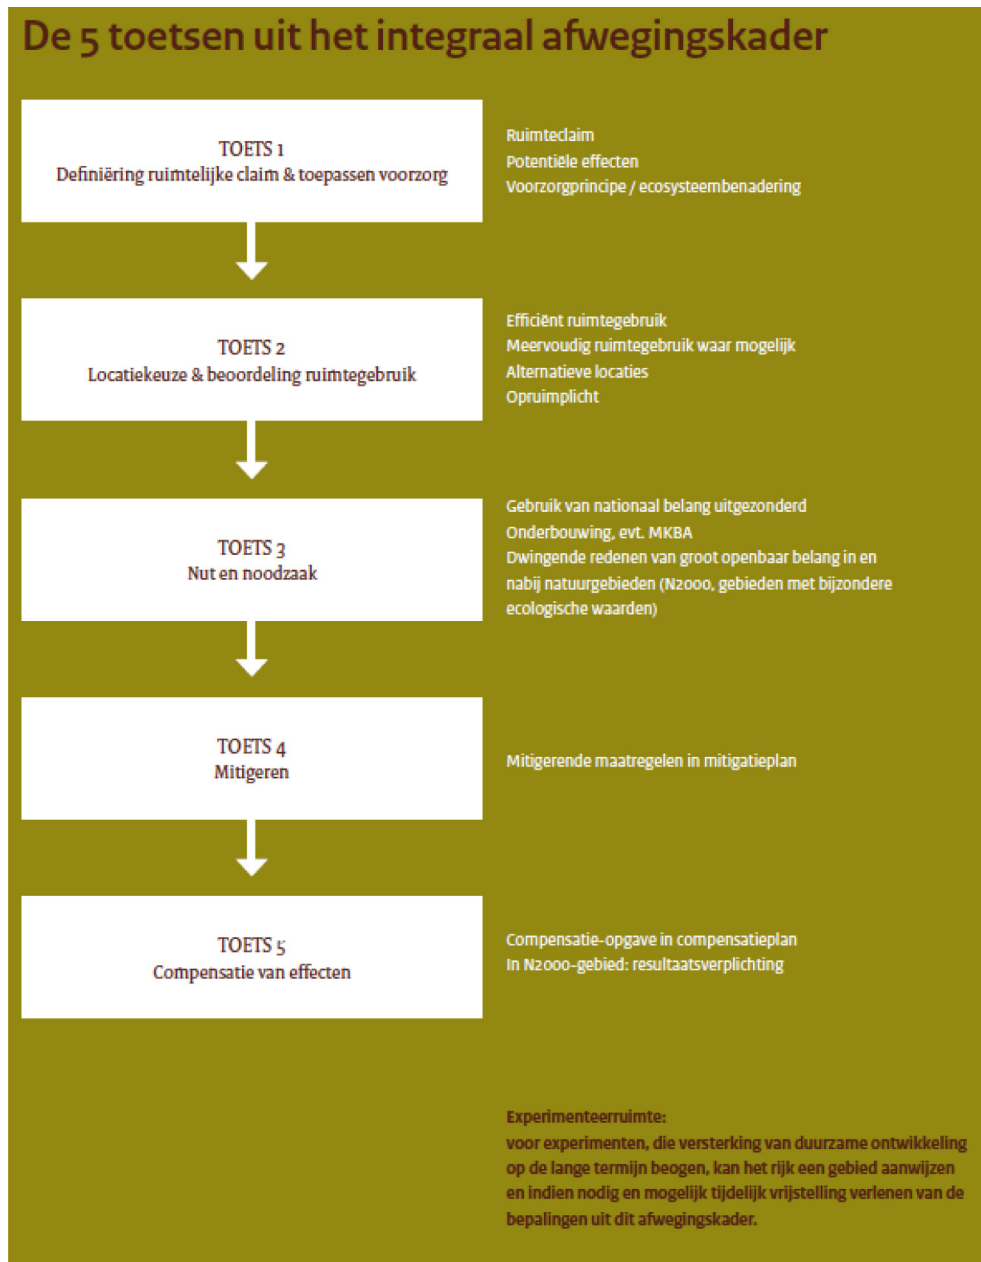 De 5 toetsen uit het integraal afwegingskader
TOETS 1
Definiëring ruimtelijke claim & toepassen voorzorg
Ruimteclaim
Potentiële effecten
Voorzorgprincipe / ecosysteembenadering
TOETS 2
Locatiekeuze & beoordeling ruimtegebruik
Efficiënt ruimtegebruik
Meervoudig ruimtegebruik waar mogelijk
Alternatieve locaties
Opruimplicht
TOETS 3
Nut en noodzaak
Gebruik van nationaal belang uitgezonderd
Onderbouwing, evt. MKBA
Dwingende redenen van groot openbaar belang in en
nabij natuurgebieden (N2000, gebieden met bijzondere
ecologische waarden)
TOETS 4
Mitigeren
Mitigerende maatregelen in mitigatieplan
TOETS 5
Compensatie van effecten
Compensatie-opgave in compensatieplan
In N2000-gebied: resultaatsverplichting
Experimenteerruimte:
voor experimenten, die versterking van duurzame ontwikkeling
op de lange termijn beogen, kan het rijk een gebied aanwijzen
en indien nodig en mogelijk tijdelijk vrijstelling verlenen van de
bepalingen uit dit afwegingskader.